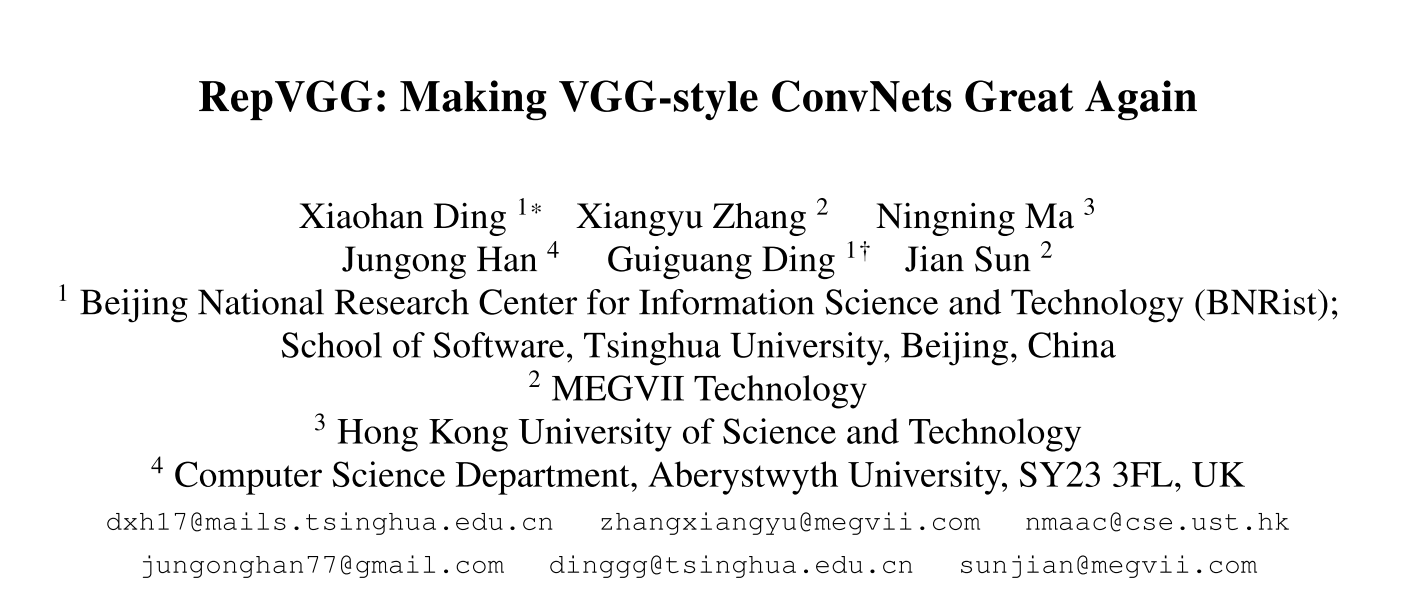 RepVGG: Making VGG-style ConvNets Great Again
Xiaohan Ding 1* Xiangyu Zhang 2 Ningning Ma 3
Jungong Han 4 Guiguang Ding 1† Jian Sun 2
1 Beijing National Research Center for Information Science and Technology (BNRist);
School of Software, Tsinghua University, Beijing, China
2 MEGVII Technology
3 Hong Kong University of Science and Technology
4 Computer Science Department, Aberystwyth University, SY23 3FL, UK
dxh17@mails.tsinghua.edu.cn zhangxiangyu@megvii.com nmaac@cse.ust.hk
jungonghan77@gmail.com dinggg@tsinghua.edu.cn sunjian@megvii.com